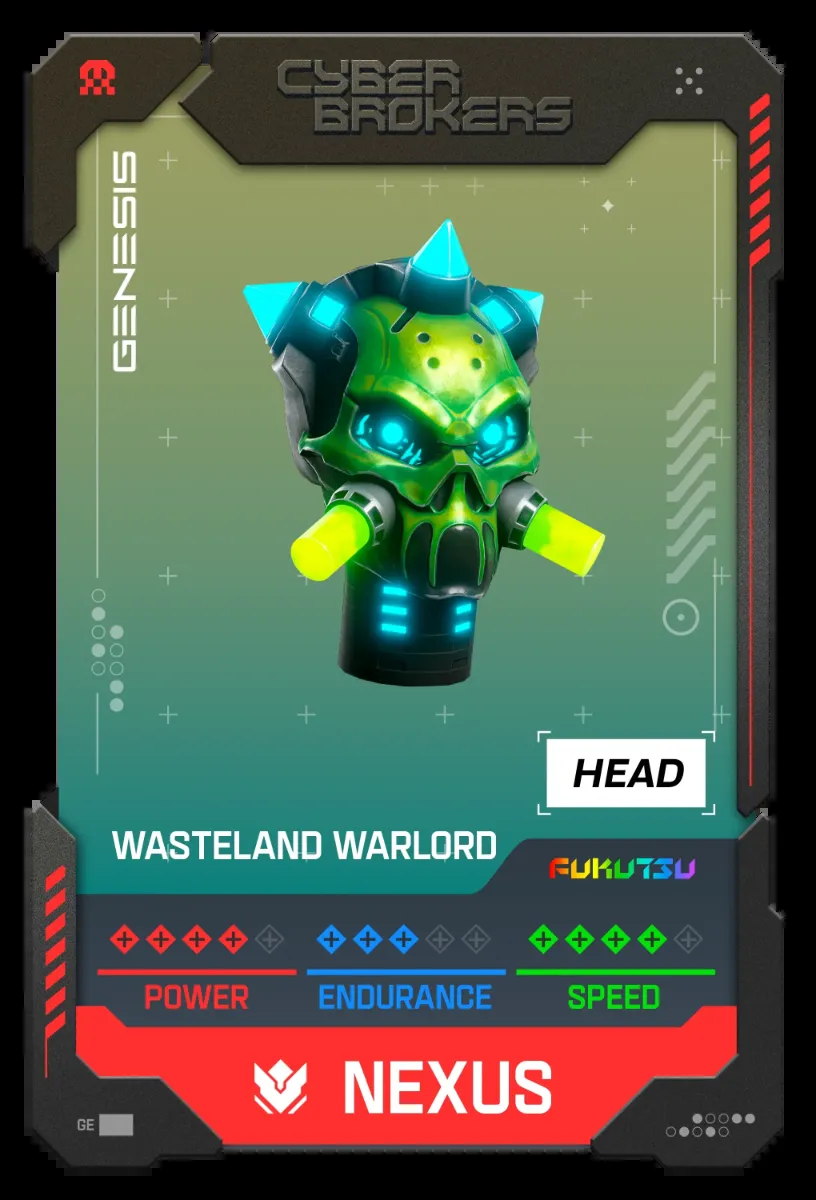 CYBER
BROKERS
GENESIS
HEAD
WASTELAND WARLORD
FUKUTSU
POWER ENDURANCE SPEED
NEXUS
GE